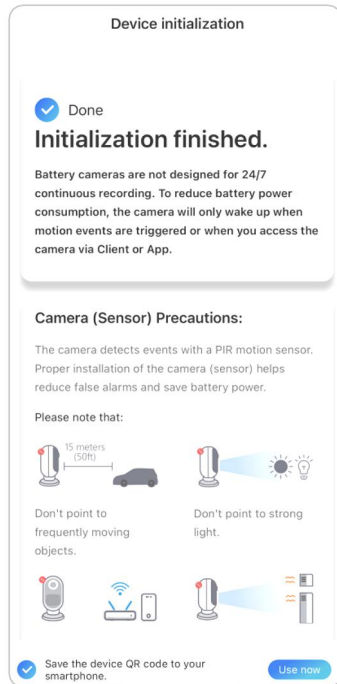 Device initialization
Done
Initialization finished.
Battery cameras are not designed for 24/7
continuous recording. To reduce battery power
consumption, the camera will only wake up when
motion events are triggered or when you access the
camera via Client or App.
Camera (Sensor) Precautions:
The camera detects events with a PIR motion sensor.
Proper installation of the camera (sensor) helps
reduce false alarms and save battery power.
Please note that:
15 meters
(50ft)
Don't point to
frequently moving
objects.
Don't point to strong
light.
Save the device QR code to your
smartphone.
Use now